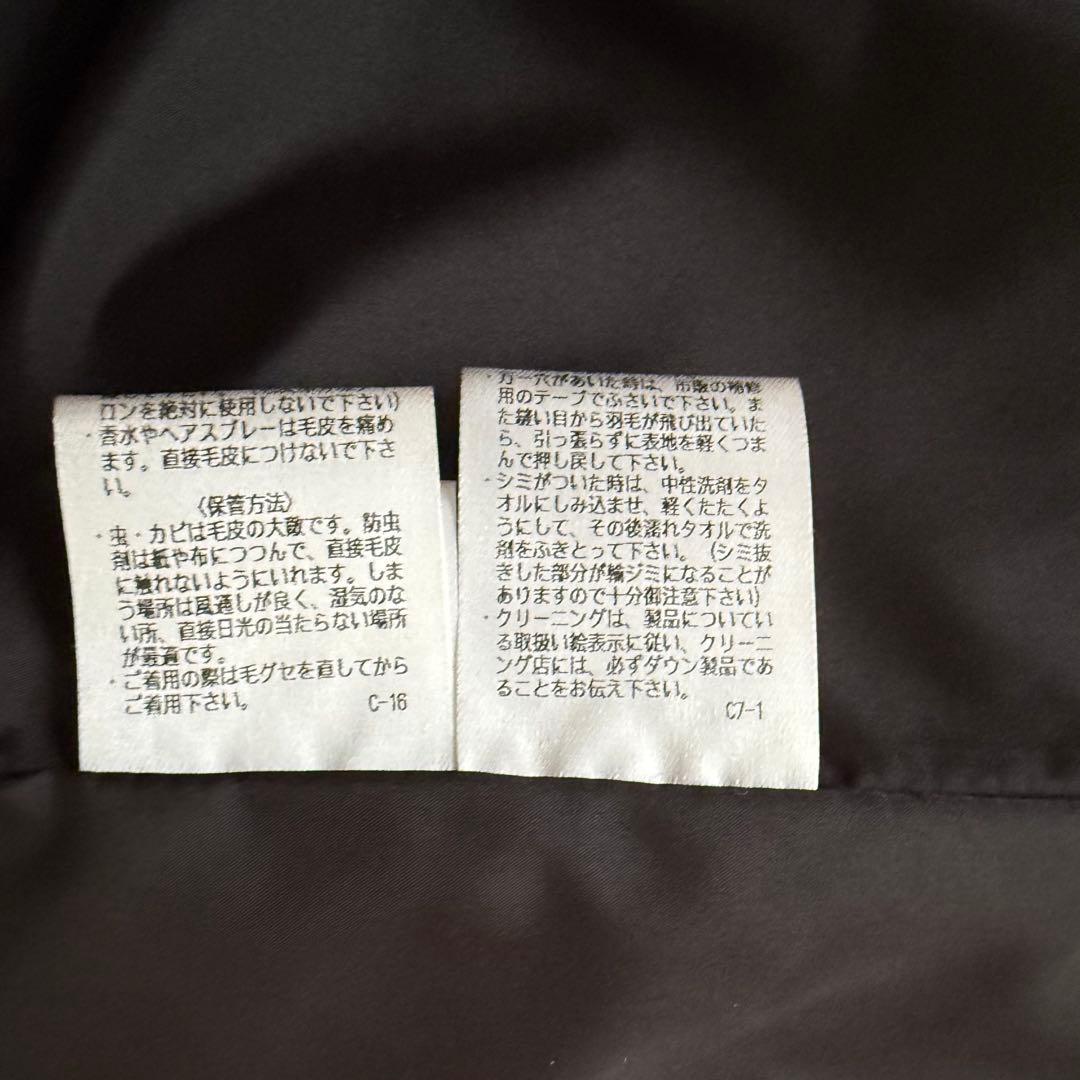 ロンを絶対に使用しないで下さい)
・香水やヘアスプレーは毛皮を縮め
ます。直接毛皮につけないで下さ
い。
〈保管方法〉
・虫・カビは毛皮の大敵です。防虫
剤は紙や布につつんで、直接毛皮
に触れないようにいれます。しま
う場所は風通しが良く、湿気のな
い所、直接日光の当たらない場所
が最適です。
・ご着用の際は毛グセを直してから
ご着用下さい。
C-16
・万一穴があいた時は、市販の補修
用のテープでふさいで下さい。ま
た縫い目から羽毛が飛び出ていた
ら、引っ張らずに表地を軽くつま
んで押し戻して下さい。
・シミがついた時は、中性洗剤をタ
オルにしみ込ませ、軽くたたくよ
うにして、その後濡れタオルで洗
剤をふきとって下さい。(シミ抜
きした部分が輪ジミになることが
ありますので十分御注意下さい)
・クリーニングは、製品についてい
る取扱い絵表示に従い、クリーニ
ング店には、必ずダウン製品であ
ることをお伝え下さい。
C7-1